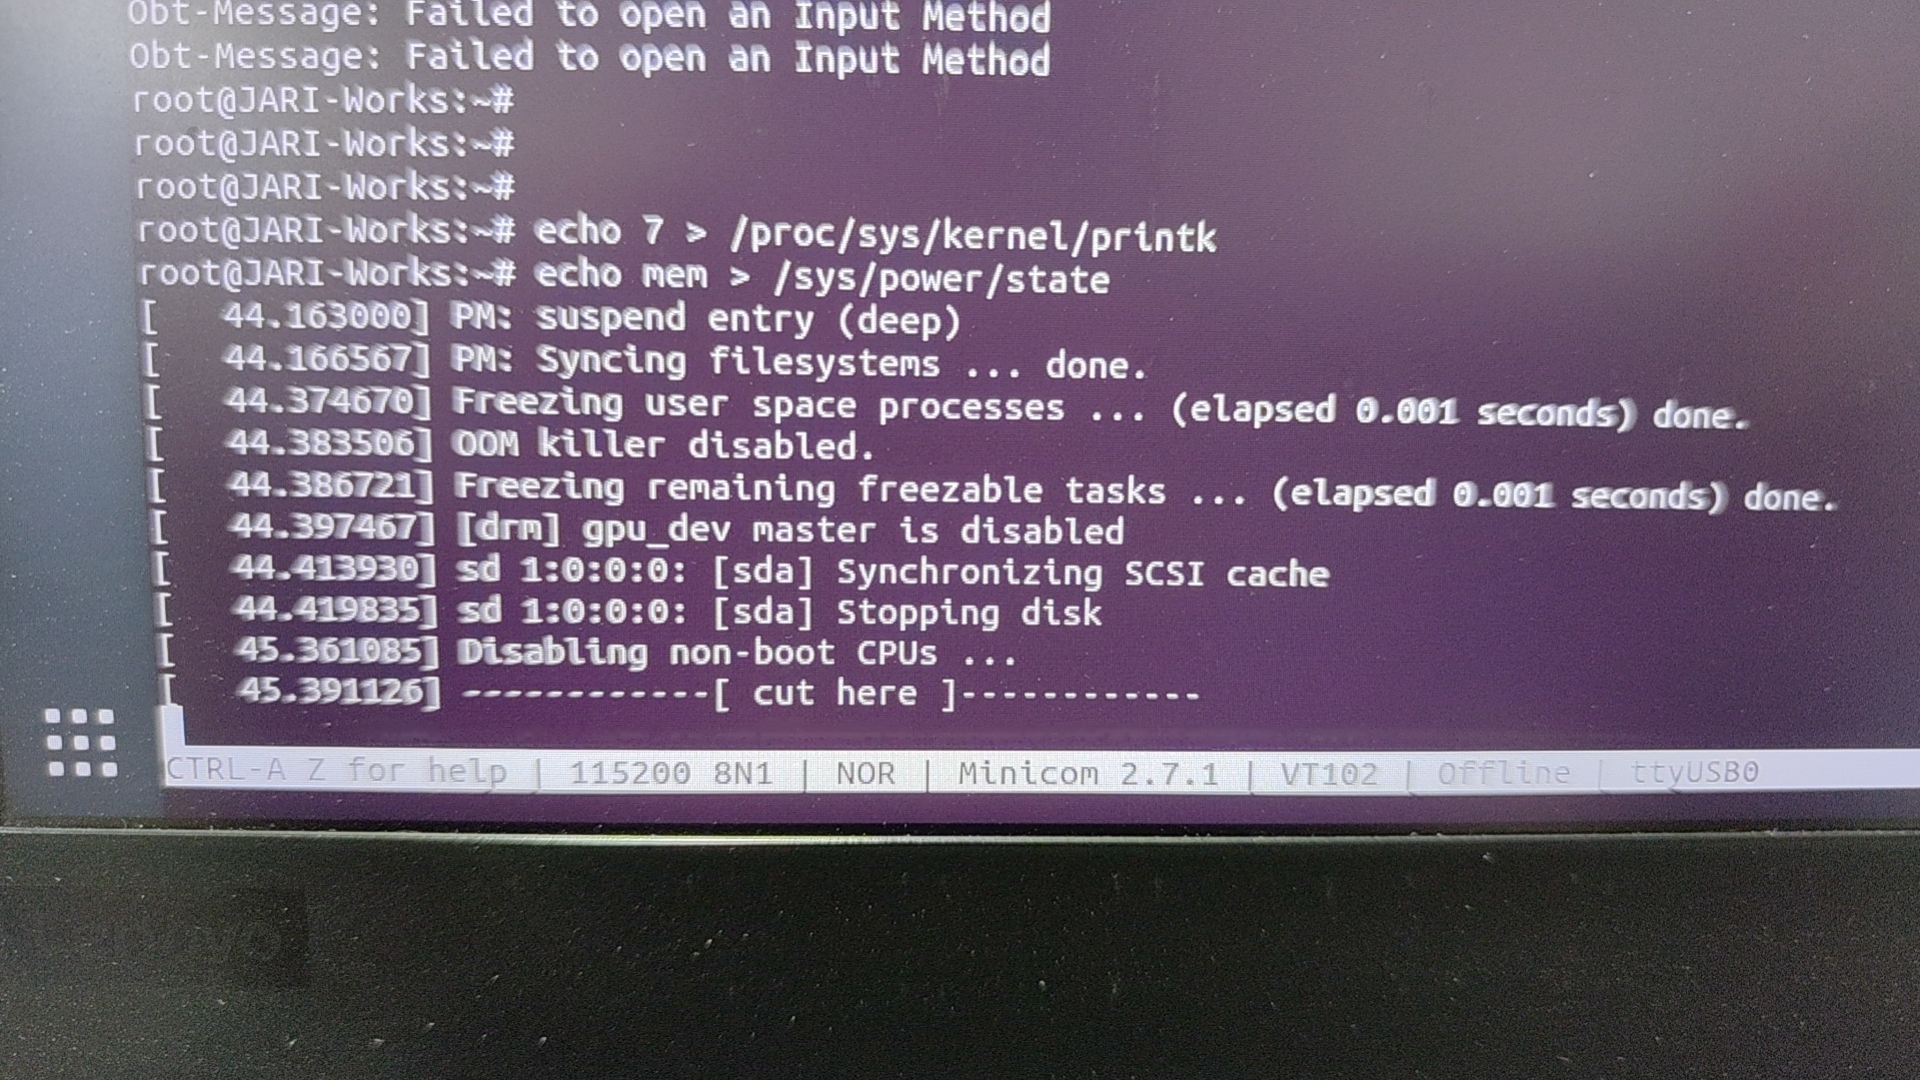 Obt-Message: Failed to open an Input Method
Obt-Message: Failed to open an Input Method
root@JARI-Works:~#
root@JARI-Works:~#
root@JARI-Works:~#
root@JARI-Works:~# echo 7 > /proc/sys/kernel/printk
root@JARI-Works:~# echo mem > /sys/power/state
[   44.163000] PM: suspend entry (deep)
[   44.166567] PM: Syncing filesystems ... done.
[   44.374670] Freezing user space processes ... (elapsed 0.001 seconds) done.
[   44.383506] OOM killer disabled.
[   44.386721] Freezing remaining freezable tasks ... (elapsed 0.001 seconds) done.
[   44.397467] [drm] gpu_dev master is disabled
[   44.413930] sd 1:0:0:0: [sda] Synchronizing SCSI cache
[   44.419835] sd 1:0:0:0: [sda] Stopping disk
[   45.361085] Disabling non-boot CPUs ...
[   45.391126] ------------[ cut here ]------------
CTRL-A Z for help | 115200 8N1 | NOR | Minicom 2.7.1 | VT102 | Offline | ttyUSB0